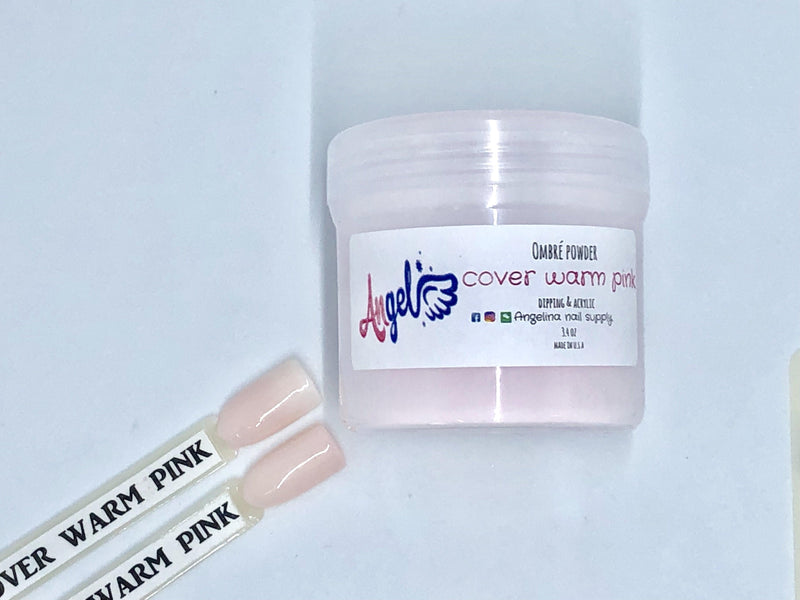 Ombré powder
Angel
cover warm pink
DIPPING & ACRYLIC
Angelina nail supply
3.4 OZ
MADE IN U.S.A
OVER WARM PINK
WARM PINK